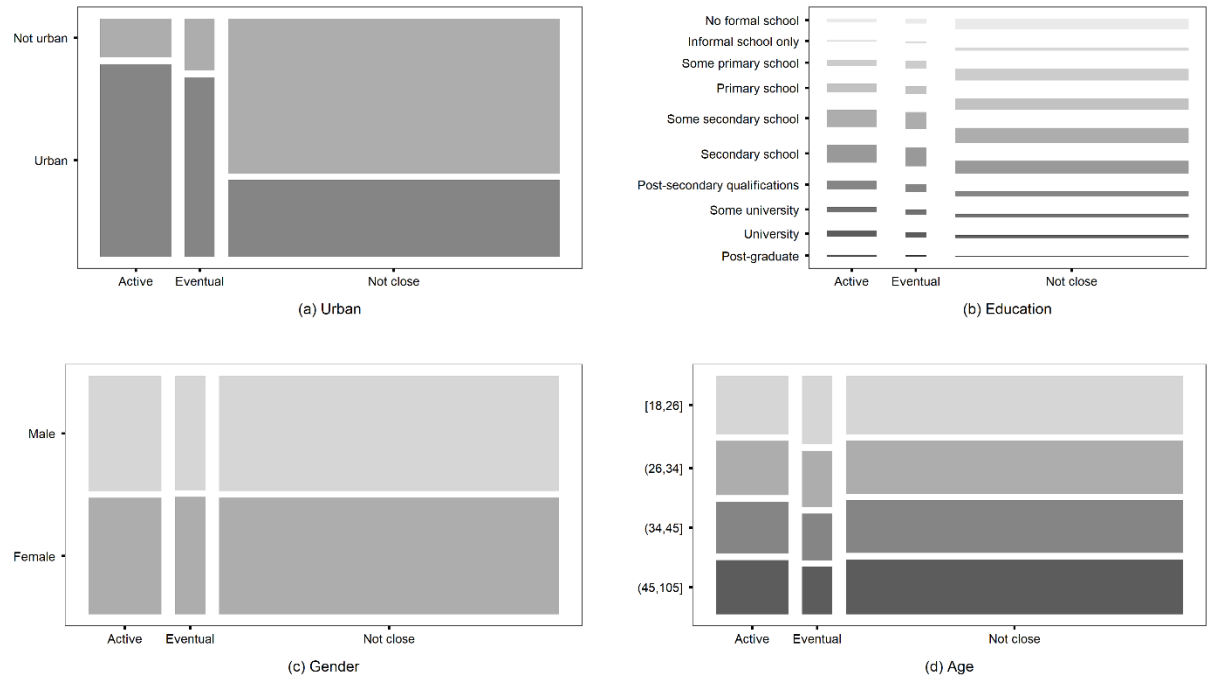 Not urban
Urban
Active Eventual Not close
(a) Urban
No formal school
Informal school only
Some primary school
Primary school
Some secondary school
Secondary school
Post-secondary qualifications
Some university
University
Post-graduate
Active Eventual Not close
(b) Education
Male
Female
Active Eventual Not close
(c) Gender
[18,26]
(26,34]
(34,45]
(45,105]
Active Eventual Not close
(d) Age